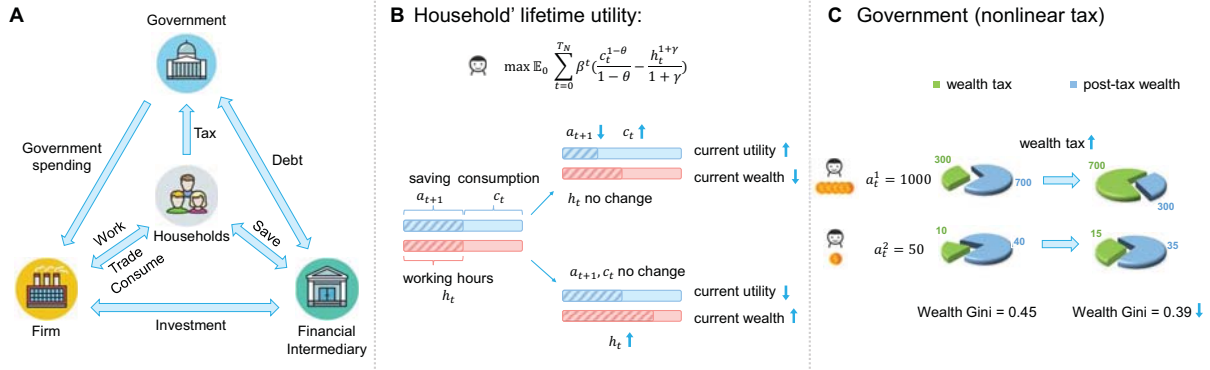 A
Government
Government
spending
Tax
Debt
Households
Work
Trade
Consume
Save
Firm
Investment
Financial
Intermediary
B Household' lifetime utility:
max 𝔼₀ ∑_{t=0}^{T_N} β^t(c_t^{1−θ}/(1 − θ) − h_t^{1+γ}/(1 + γ))
saving consumption
a_{t+1} c_t
working hours
h_t
a_{t+1} ↓ c_t ↑
current utility ↑
current wealth ↓
h_t no change
a_{t+1}, c_t no change
current utility ↓
current wealth ↑
h_t ↑
C Government (nonlinear tax)
wealth tax post-tax wealth
wealth tax ↑
a_t^1 = 1000
300
700
700
300
a_t^2 = 50
10
40
15
35
Wealth Gini = 0.45 Wealth Gini = 0.39 ↓